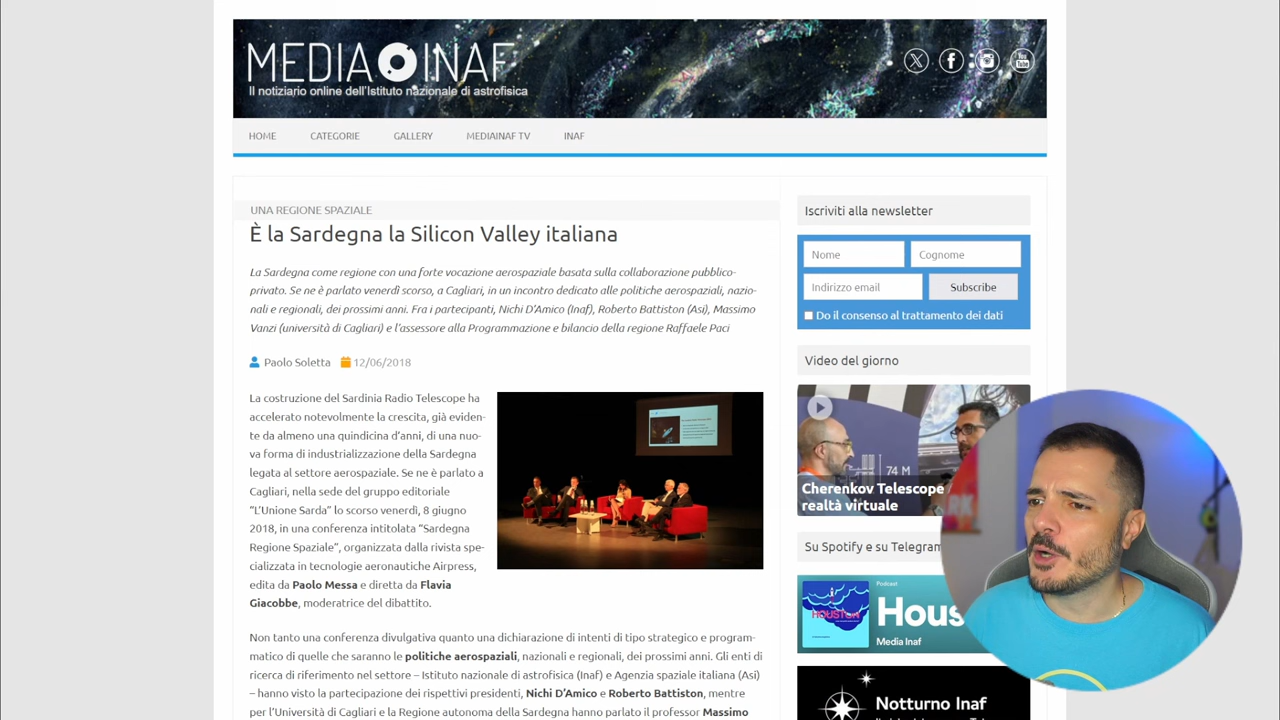 MEDIA INAF
Il notiziario online dell'Istituto nazionale di astrofisica
HOME CATEGORIE GALLERY MEDIAINAF TV INAF
UNA REGIONE SPAZIALE
È la Sardegna la Silicon Valley italiana
La Sardegna come regione con una forte vocazione aerospaziale basata sulla collaborazione pubblico-
privato. Se ne è parlato venerdì scorso, a Cagliari, in un incontro dedicato alle politiche aerospaziali, nazio-
nali e regionali, dei prossimi anni. Fra i partecipanti, Nichi D'Amico (Inaf), Roberto Battiston (Asi), Massimo
Vanzi (università di Cagliari) e l'assessore alla Programmazione e bilancio della regione Raffaele Paci
Paolo Soletta 12/06/2018
La costruzione del Sardinia Radio Telescope ha
accelerato notevolmente la crescita, già eviden-
te da almeno una quindicina d'anni, di una nuo-
va forma di industrializzazione della Sardegna
legata al settore aerospaziale. Se ne è parlato a
Cagliari, nella sede del gruppo editoriale
"L'Unione Sarda" lo scorso venerdì, 8 giugno
2018, in una conferenza intitolata "Sardegna
Regione Spaziale", organizzata dalla rivista spe-
cializzata in tecnologie aeronautiche Airpress,
edita da Paolo Messa e diretta da Flavia
Giacobbe, moderatrice del dibattito.
Non tanto una conferenza divulgativa quanto una dichiarazione di intenti di tipo strategico e program-
matico di quelle che saranno le politiche aerospaziali, nazionali e regionali, dei prossimi anni. Gli enti di
ricerca di riferimento nel settore – Istituto nazionale di astrofisica (Inaf) e Agenzia spaziale italiana (Asi)
– hanno visto la partecipazione dei rispettivi presidenti, Nichi D'Amico e Roberto Battiston, mentre
per l'Università di Cagliari e la Regione autonoma della Sardegna hanno parlato il professor Massimo
Iscriviti alla newsletter
Nome Cognome
Indirizzo email Subscribe
Do il consenso al trattamento dei dati
Video del giorno
74 M
Cherenkov Telescope
realtà virtuale
Su Spotify e su Telegram
HOUSTON
Podcast
Hous
Media Inaf
Notturno Inaf